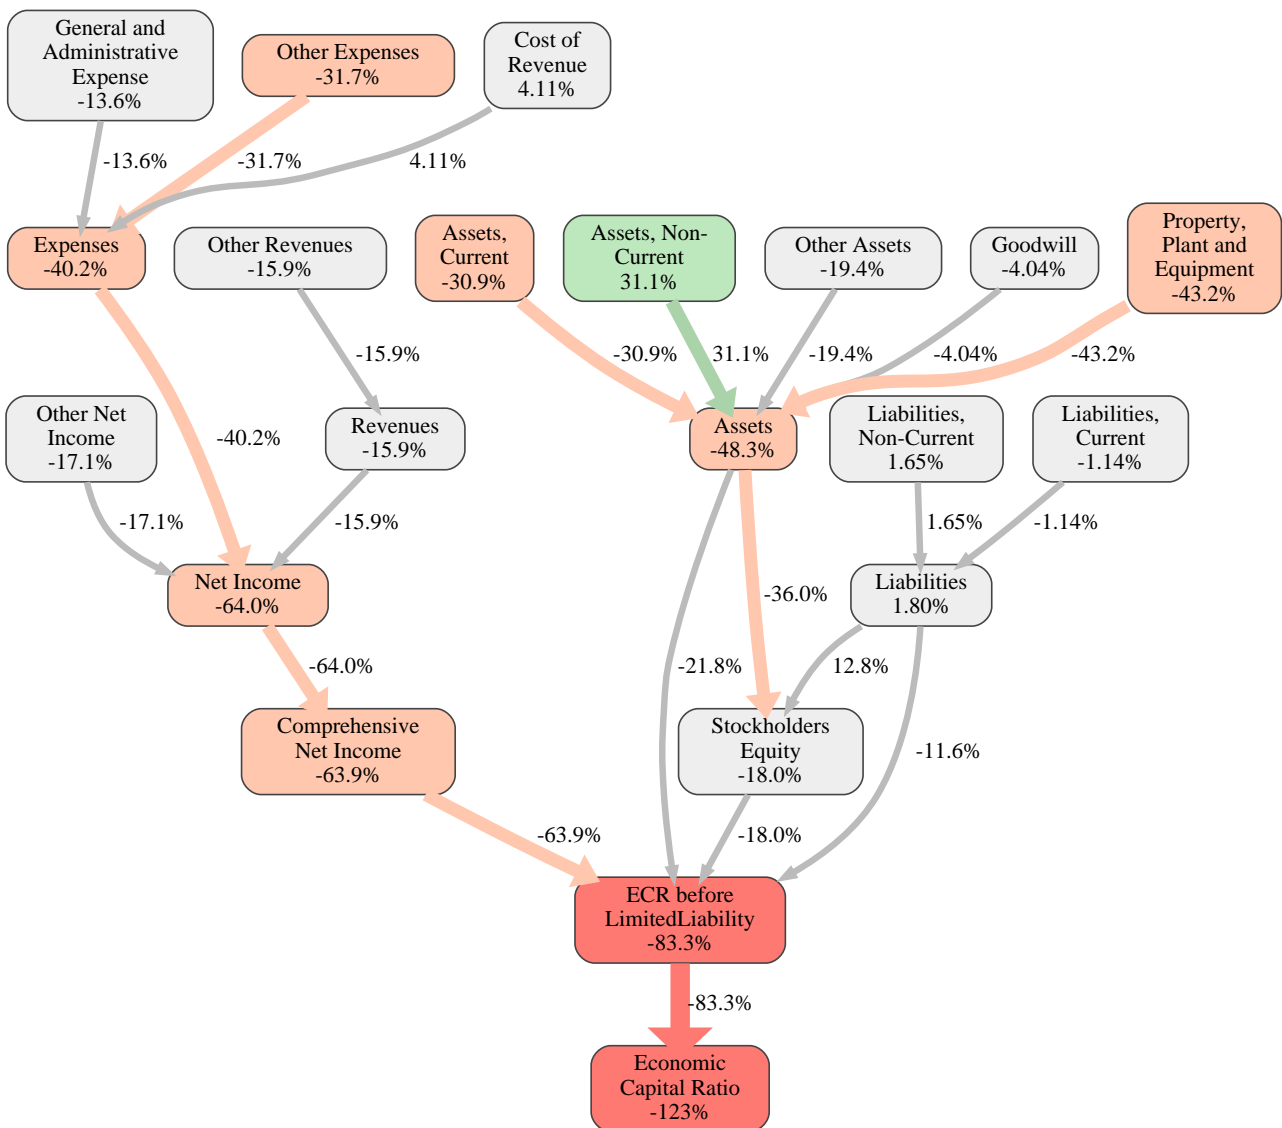 General and
Administrative
Expense
-13.6%
Other Expenses
-31.7%
Cost of
Revenue
4.11%
-13.6%
-31.7%
4.11%
Expenses
-40.2%
Other Revenues
-15.9%
Assets,
Current
-30.9%
Assets, Non-
Current
31.1%
Other Assets
-19.4%
Goodwill
-4.04%
Property,
Plant and
Equipment
-43.2%
-15.9%
-30.9%
31.1%
-19.4%
-4.04%
-43.2%
Other Net
Income
-17.1%
-40.2%
Revenues
-15.9%
Assets
-48.3%
Liabilities,
Non-Current
1.65%
Liabilities,
Current
-1.14%
-17.1%
-15.9%
1.65%
-1.14%
Net Income
-64.0%
-36.0%
Liabilities
1.80%
-64.0%
-21.8%
12.8%
Comprehensive
Net Income
-63.9%
Stockholders
Equity
-18.0%
-11.6%
-63.9%
-18.0%
ECR before
LimitedLiability
-83.3%
-83.3%
Economic
Capital Ratio
-123%